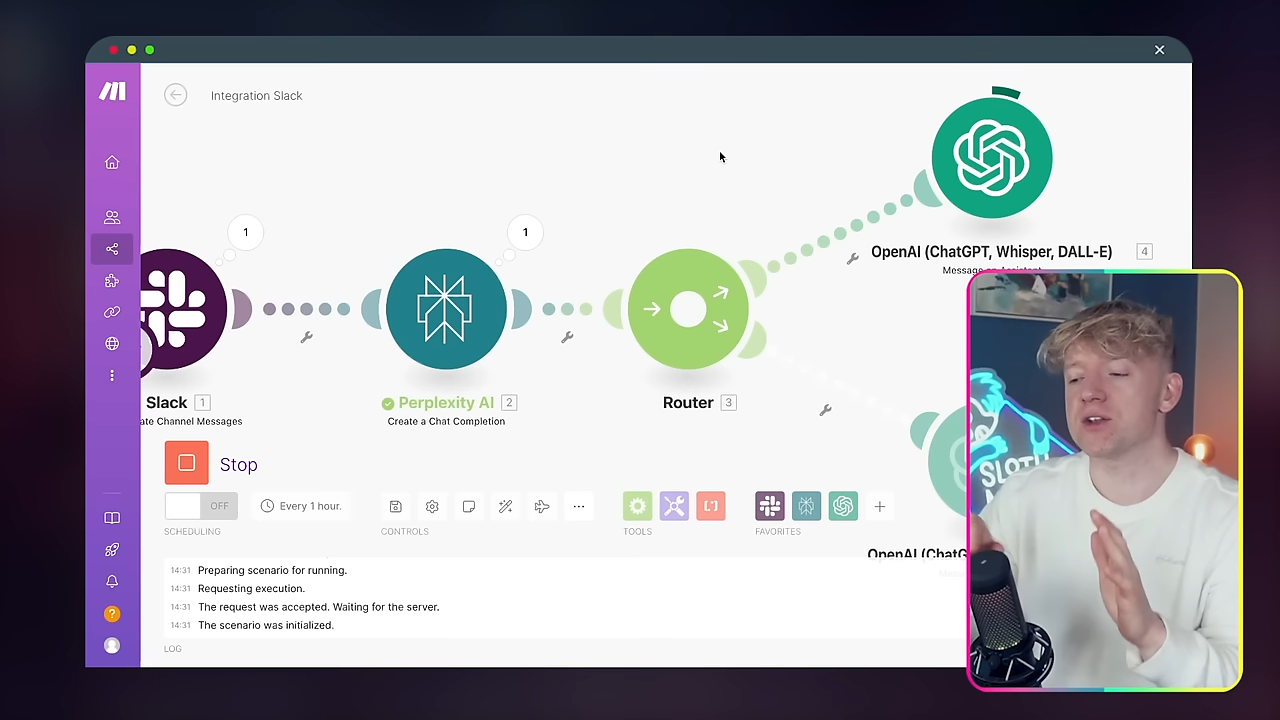 Integration Slack
1
1
OpenAI (ChatGPT, Whisper, DALL-E) 4
Slack 1
ate Channel Messages
Perplexity AI 2
Create a Chat Completion
Router 3
Stop
OFF
Every 1 hour.
SCHEDULING
CONTROLS
TOOLS
FAVORITES
SLOTH
OpenAI (ChatG
14:31 Preparing scenario for running.
14:31 Requesting execution.
14:31 The request was accepted. Waiting for the server.
14:31 The scenario was initialized.
LOG